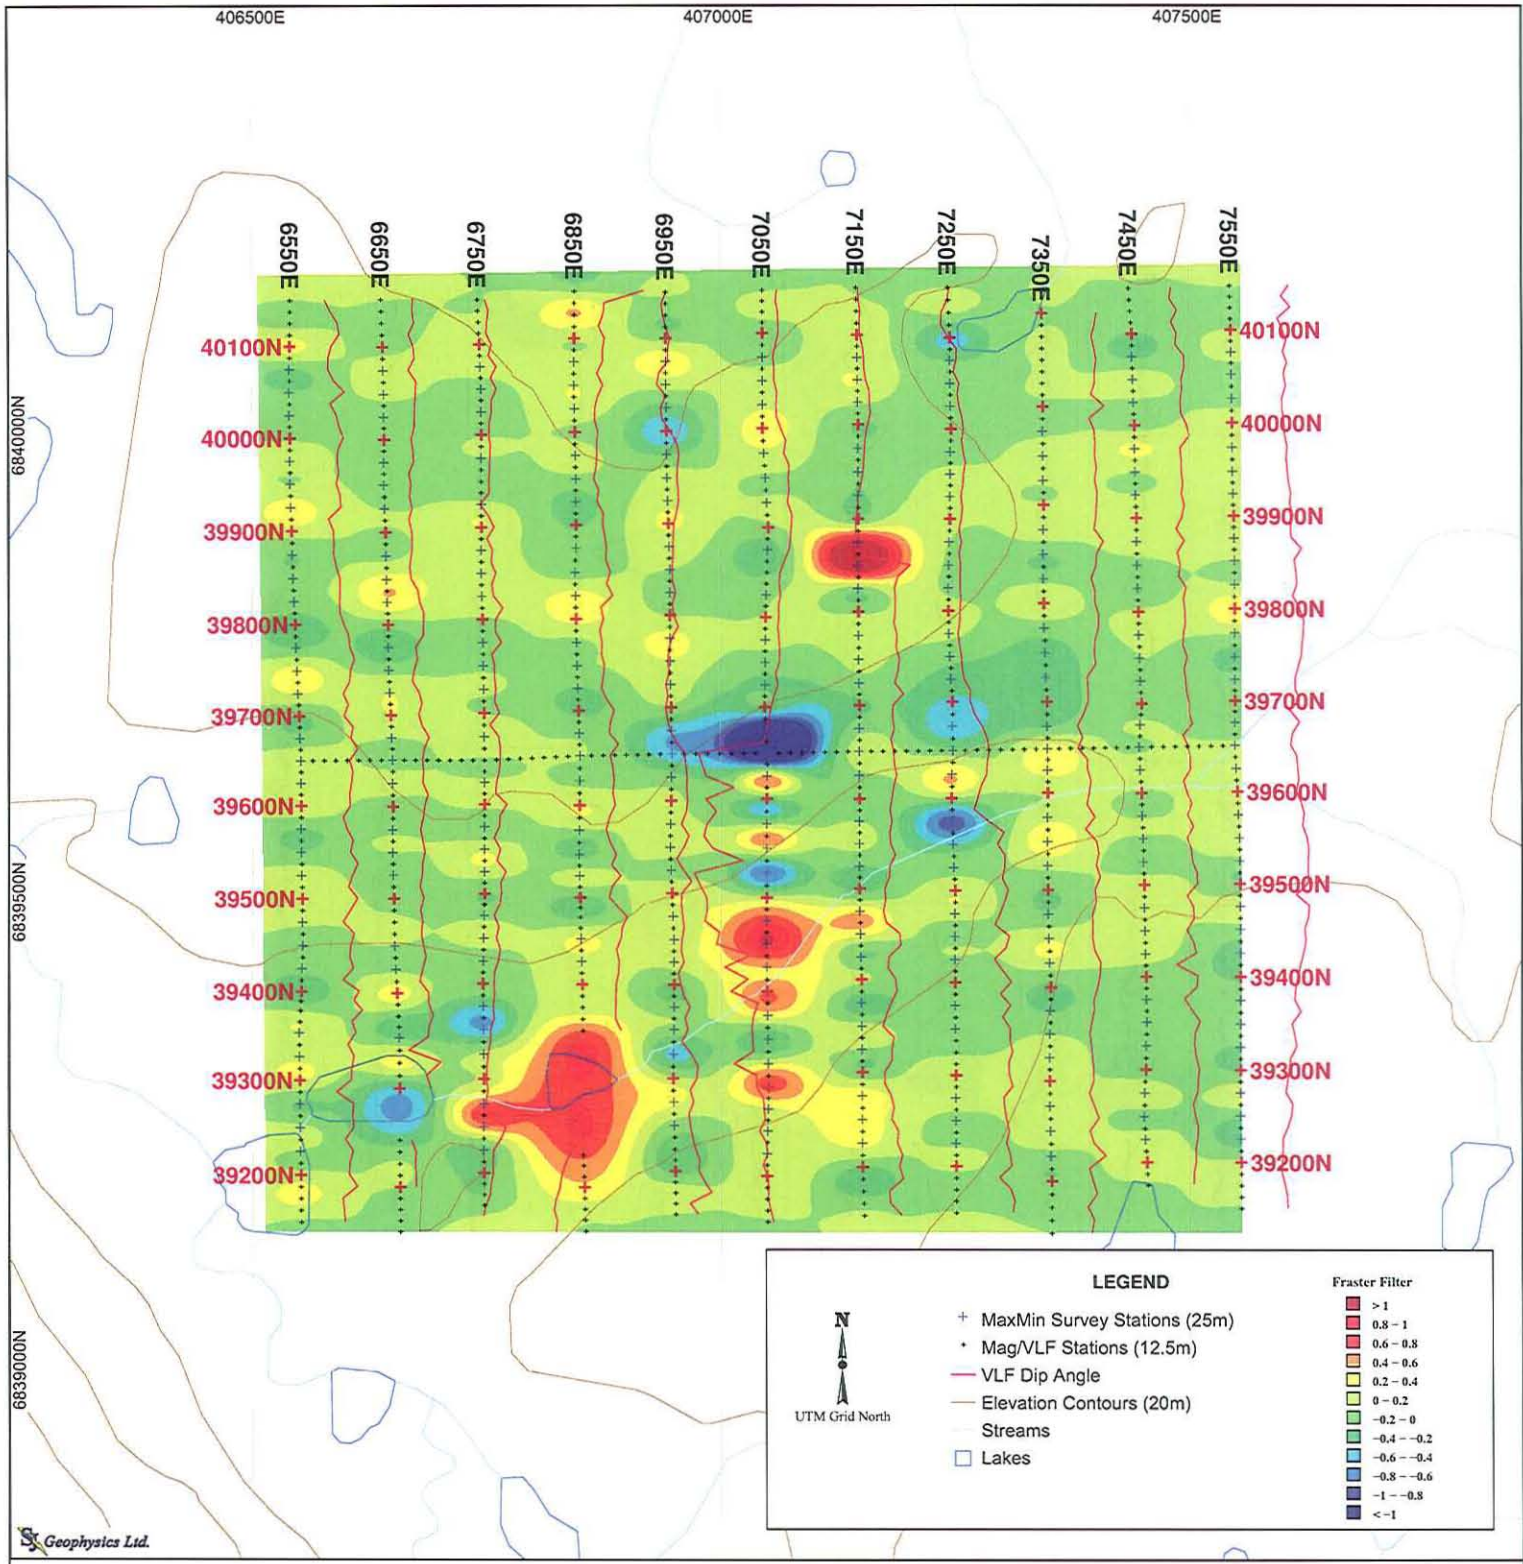 406500E
407000E
407500E
6550E
6650E
6750E
6850E
6950E
7050E
7150E
7250E
7350E
7450E
7550E
40100N
40100N
6840000N
40000N
40000N
39900N
39900N
39800N
39800N
39700N
39700N
39600N
39600N
6839500N
39500N
39500N
39400N
39400N
39300N
39300N
39200N
39200N
6839000N
LEGEND
N
UTM Grid North
MaxMin Survey Stations (25m)
Mag/VLF Stations (12.5m)
VLF Dip Angle
Elevation Contours (20m)
Streams
Lakes
Fraster Filter
> 1
0.8 – 1
0.6 – 0.8
0.4 – 0.6
0.2 – 0.4
0 – 0.2
−0.2 – 0
−0.4 – −0.2
−0.6 – −0.4
−0.8 – −0.6
−1 – −0.8
< −1
SJ Geophysics Ltd.